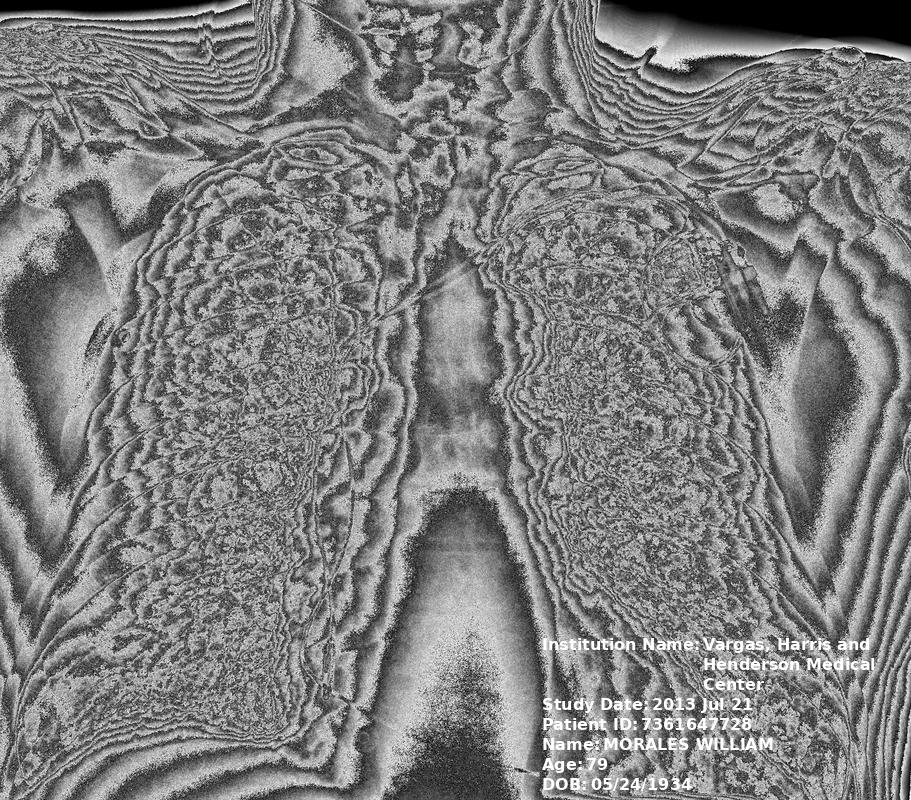 Institution Name: Vargas, Harris and
Henderson Medical
Center
Study Date: 2013 Jul 21
Patient ID: 7361647728
Name: MORALES WILLIAM
Age: 79
DOB: 05/24/1934